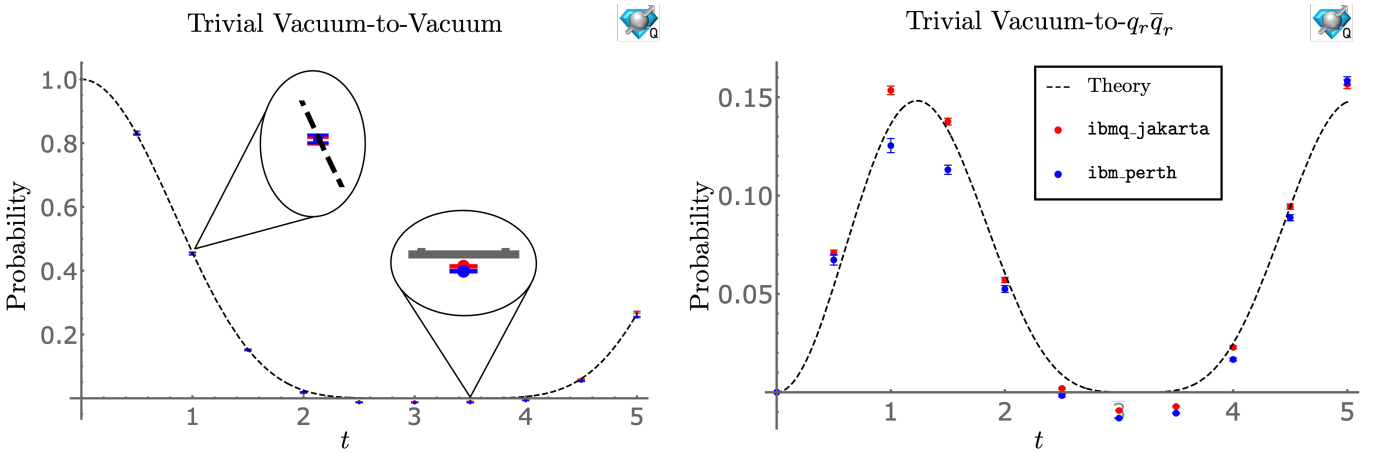 Trivial Vacuum-to-Vacuum
Q
Probability
1.0
0.8
0.6
0.4
0.2
1 2 3 4 5
t
Trivial Vacuum-to-$q_r\bar{q}_r$
Q
Probability
0.15
0.10
0.05
Theory
ibmq_jakarta
ibm_perth
1 2 3 4 5
t